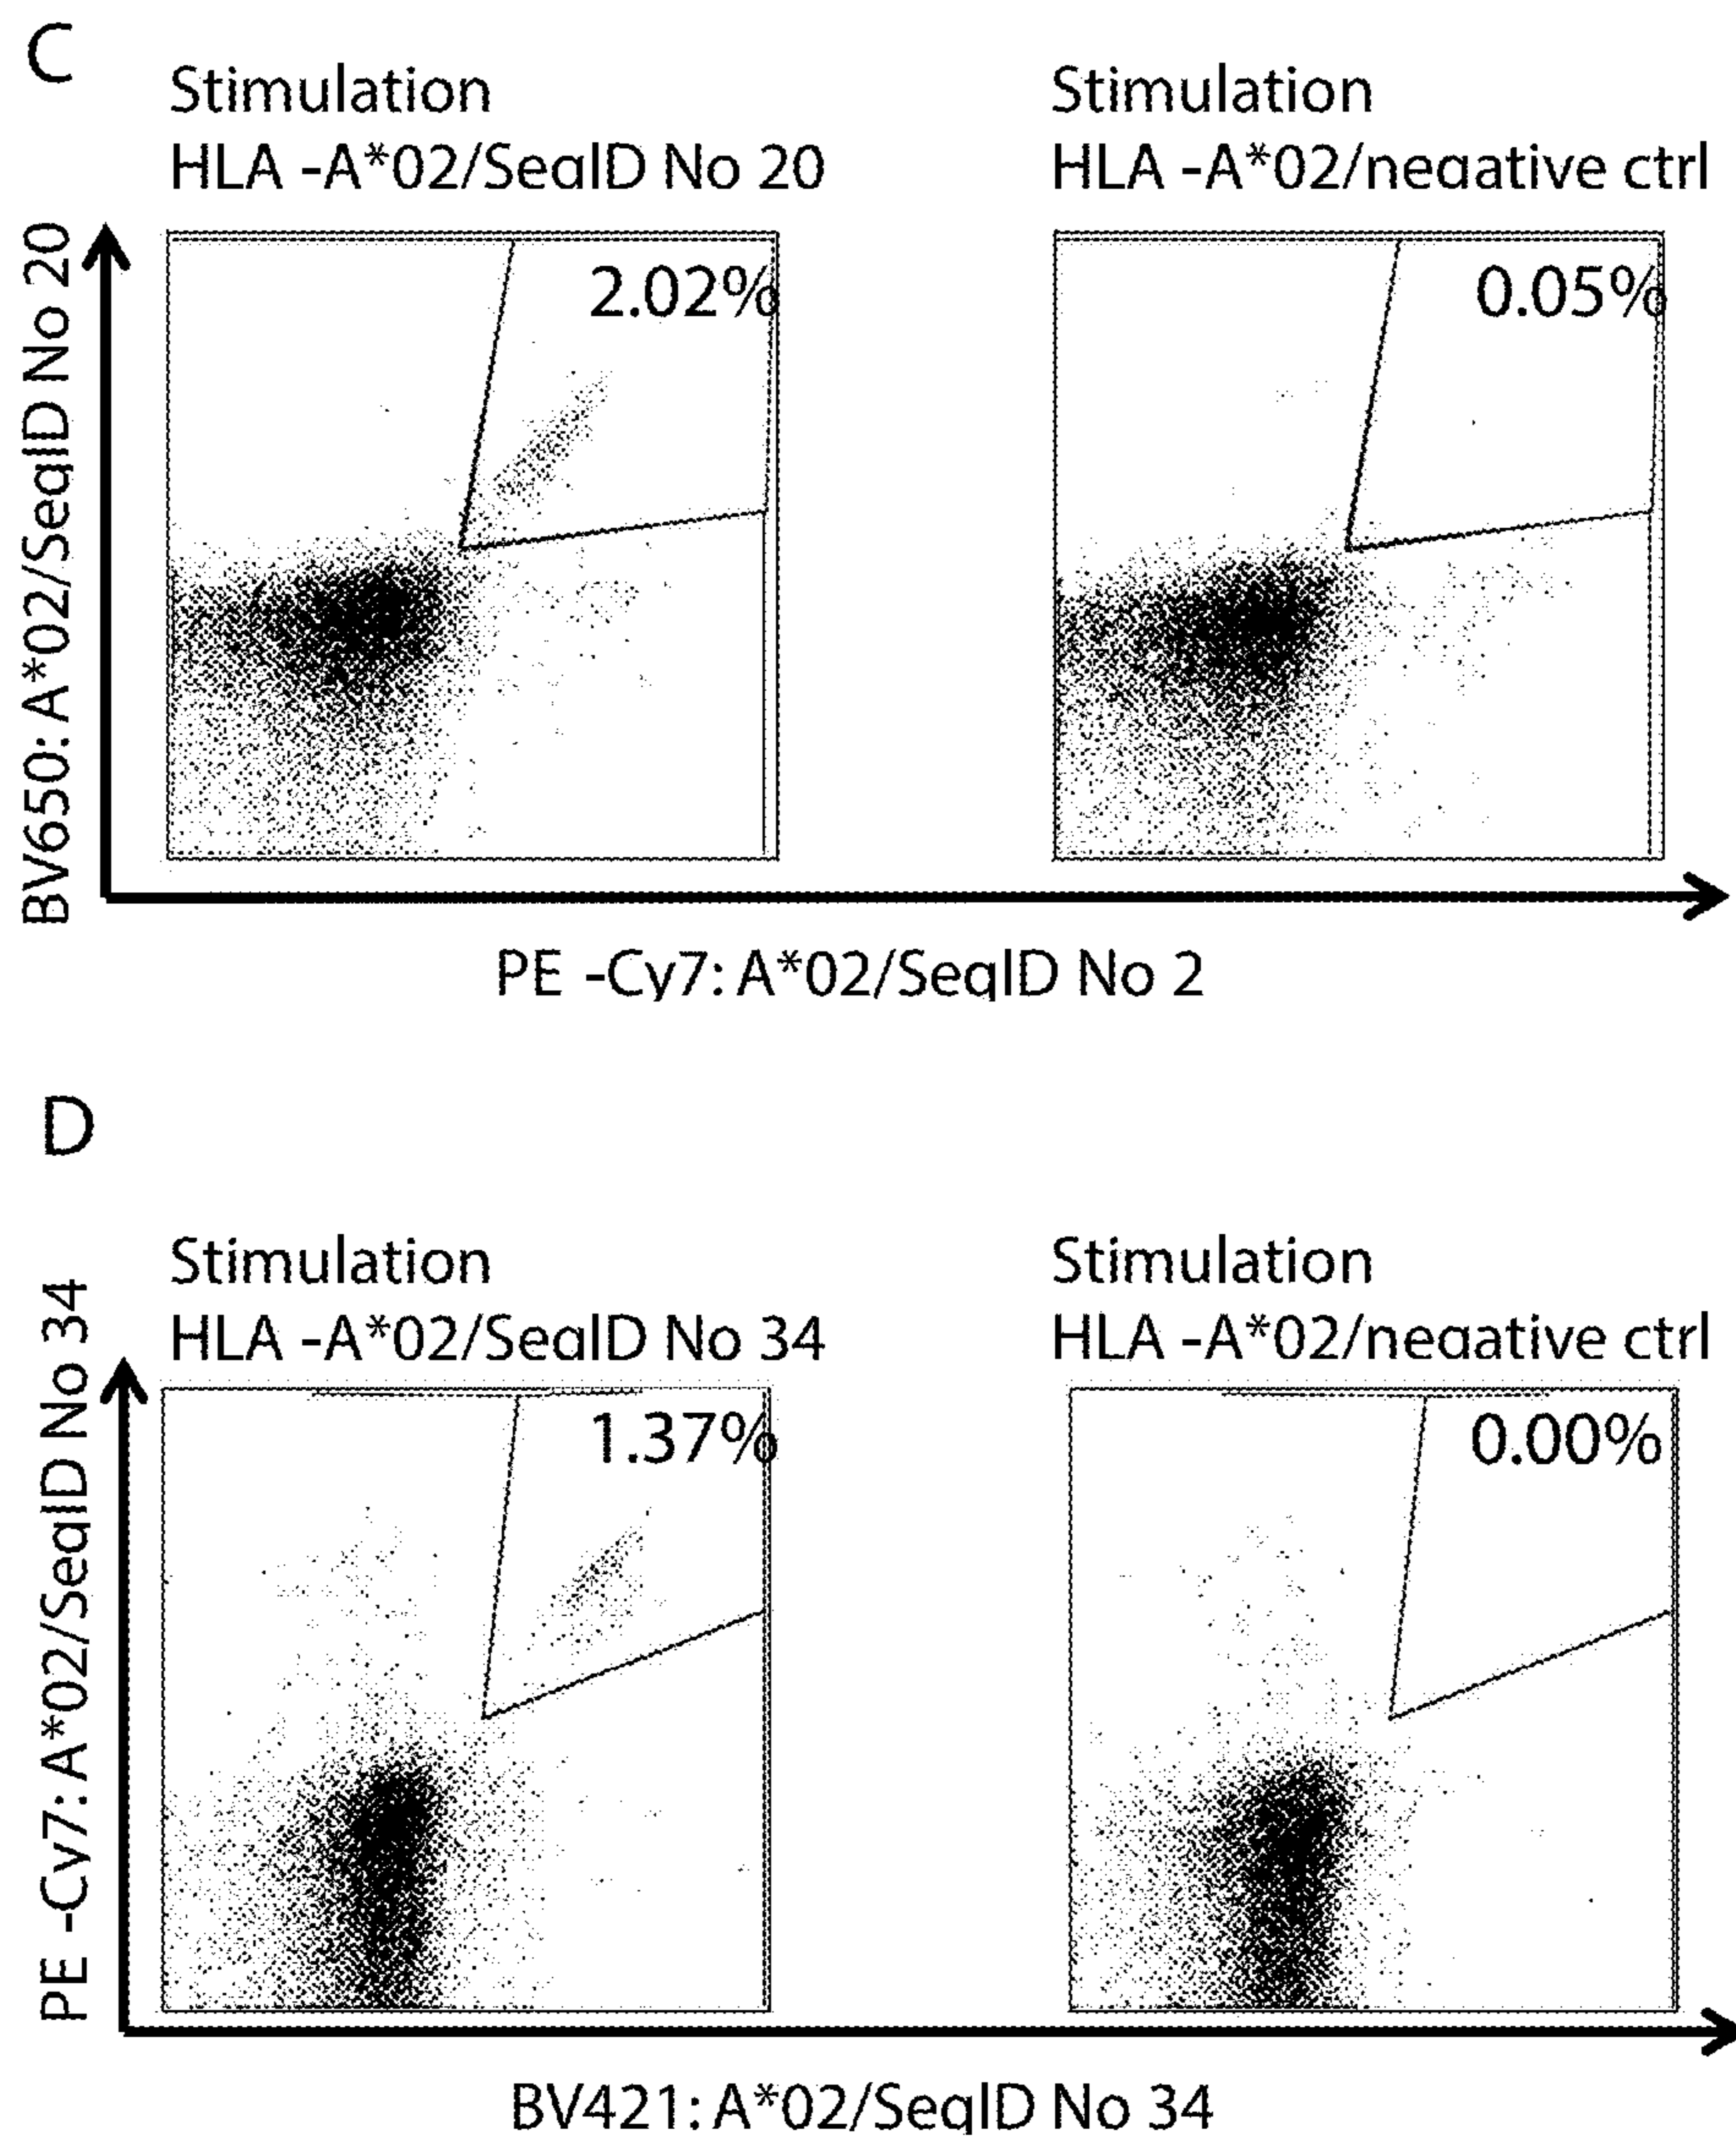 C
Stimulation
HLA -A*02/SeqID No 20
Stimulation
HLA -A*02/negative ctrl
BV650: A*02/SeqID No 20
2.02%
0.05%
PE -Cy7: A*02/SeqID No 2
D
Stimulation
HLA -A*02/SeqID No 34
Stimulation
HLA -A*02/negative ctrl
PE -Cy7: A*02/SeqID No 34
1.37%
0.00%
BV421: A*02/SeqID No 34